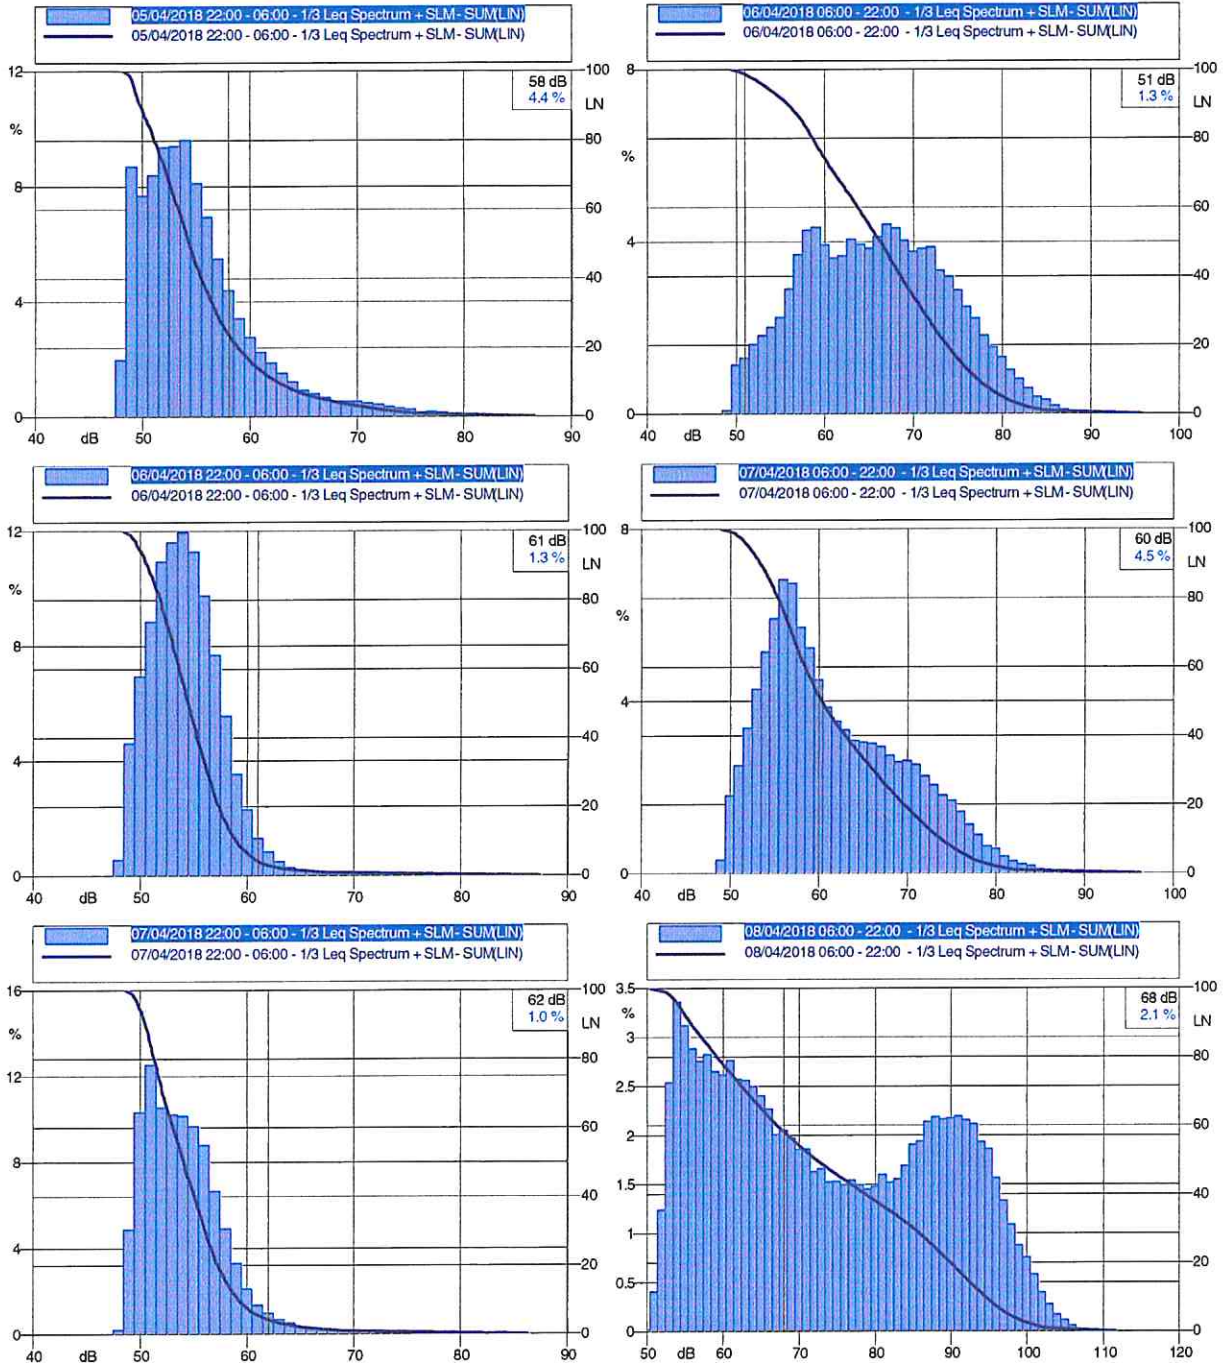 05/04/2018 22:00 - 06:00 - 1/3 Leq Spectrum + SLM - SUM(LIN)
05/04/2018 22:00 - 06:00 - 1/3 Leq Spectrum + SLM - SUM(LIN)
12
%
8
4
0
58 dB
4.4 %
100
LN
80
60
40
20
0
40 dB 50 60 70 80 90
06/04/2018 06:00 - 22:00 - 1/3 Leq Spectrum + SLM - SUM(LIN)
06/04/2018 06:00 - 22:00 - 1/3 Leq Spectrum + SLM - SUM(LIN)
8
%
4
0
51 dB
1.3 %
100
LN
80
60
40
20
0
40 dB 50 60 70 80 90 100
06/04/2018 22:00 - 06:00 - 1/3 Leq Spectrum + SLM - SUM(LIN)
06/04/2018 22:00 - 06:00 - 1/3 Leq Spectrum + SLM - SUM(LIN)
12
%
8
4
0
61 dB
1.3 %
100
LN
80
60
40
20
0
40 dB 50 60 70 80 90
07/04/2018 06:00 - 22:00 - 1/3 Leq Spectrum + SLM - SUM(LIN)
07/04/2018 06:00 - 22:00 - 1/3 Leq Spectrum + SLM - SUM(LIN)
8
%
4
0
60 dB
4.5 %
100
LN
80
60
40
20
0
40 dB 50 60 70 80 90 100
07/04/2018 22:00 - 06:00 - 1/3 Leq Spectrum + SLM - SUM(LIN)
07/04/2018 22:00 - 06:00 - 1/3 Leq Spectrum + SLM - SUM(LIN)
16
%
12
8
4
0
62 dB
1.0 %
100
LN
80
60
40
20
0
40 dB 50 60 70 80 90
08/04/2018 06:00 - 22:00 - 1/3 Leq Spectrum + SLM - SUM(LIN)
08/04/2018 06:00 - 22:00 - 1/3 Leq Spectrum + SLM - SUM(LIN)
3.5
%
3
2.5
2
1.5
1
0.5
0
68 dB
2.1 %
100
LN
80
60
40
20
0
50 dB 60 70 80 90 100 110 120